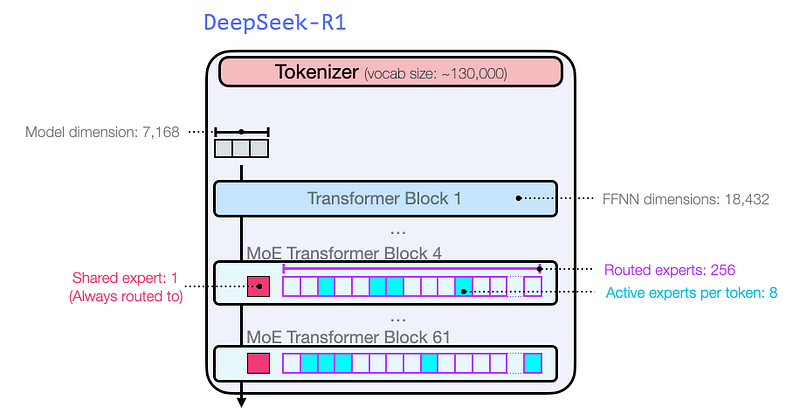 DeepSeek-R1
Tokenizer (vocab size: ~130,000)
Model dimension: 7,168
Transformer Block 1
FFNN dimensions: 18,432
...
MoE Transformer Block 4
Shared expert: 1
(Always routed to)
Routed experts: 256
Active experts per token: 8
...
MoE Transformer Block 61